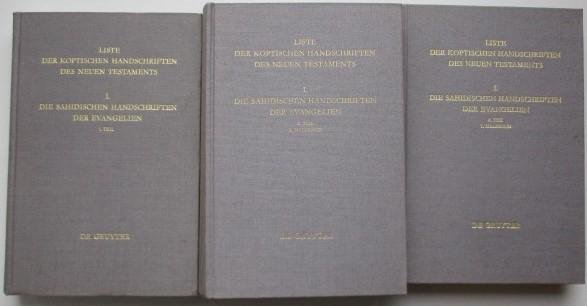 LISTE
DER KOPTISCHEN HANDSCHRIFTEN
DES NEUEN TESTAMENTS
I.
DIE SAHIDISCHEN HANDSCHRIFTEN
DER EVANGELIEN
1. TEIL
DE GRUYTER
LISTE
DER KOPTISCHEN HANDSCHRIFTEN
DES NEUEN TESTAMENTS
I.
DIE SAHIDISCHEN HANDSCHRIFTEN
DER EVANGELIEN
TEIL
DE GRUYTER
LISTE
DER KOPTISCHEN HANDSCHRIFTEN
DES NEUEN TESTAMENTS
I.
DIE SAHIDISCHEN HANDSCHRIFTEN
DER EVANGELIEN
TEIL
DE GRUYTER